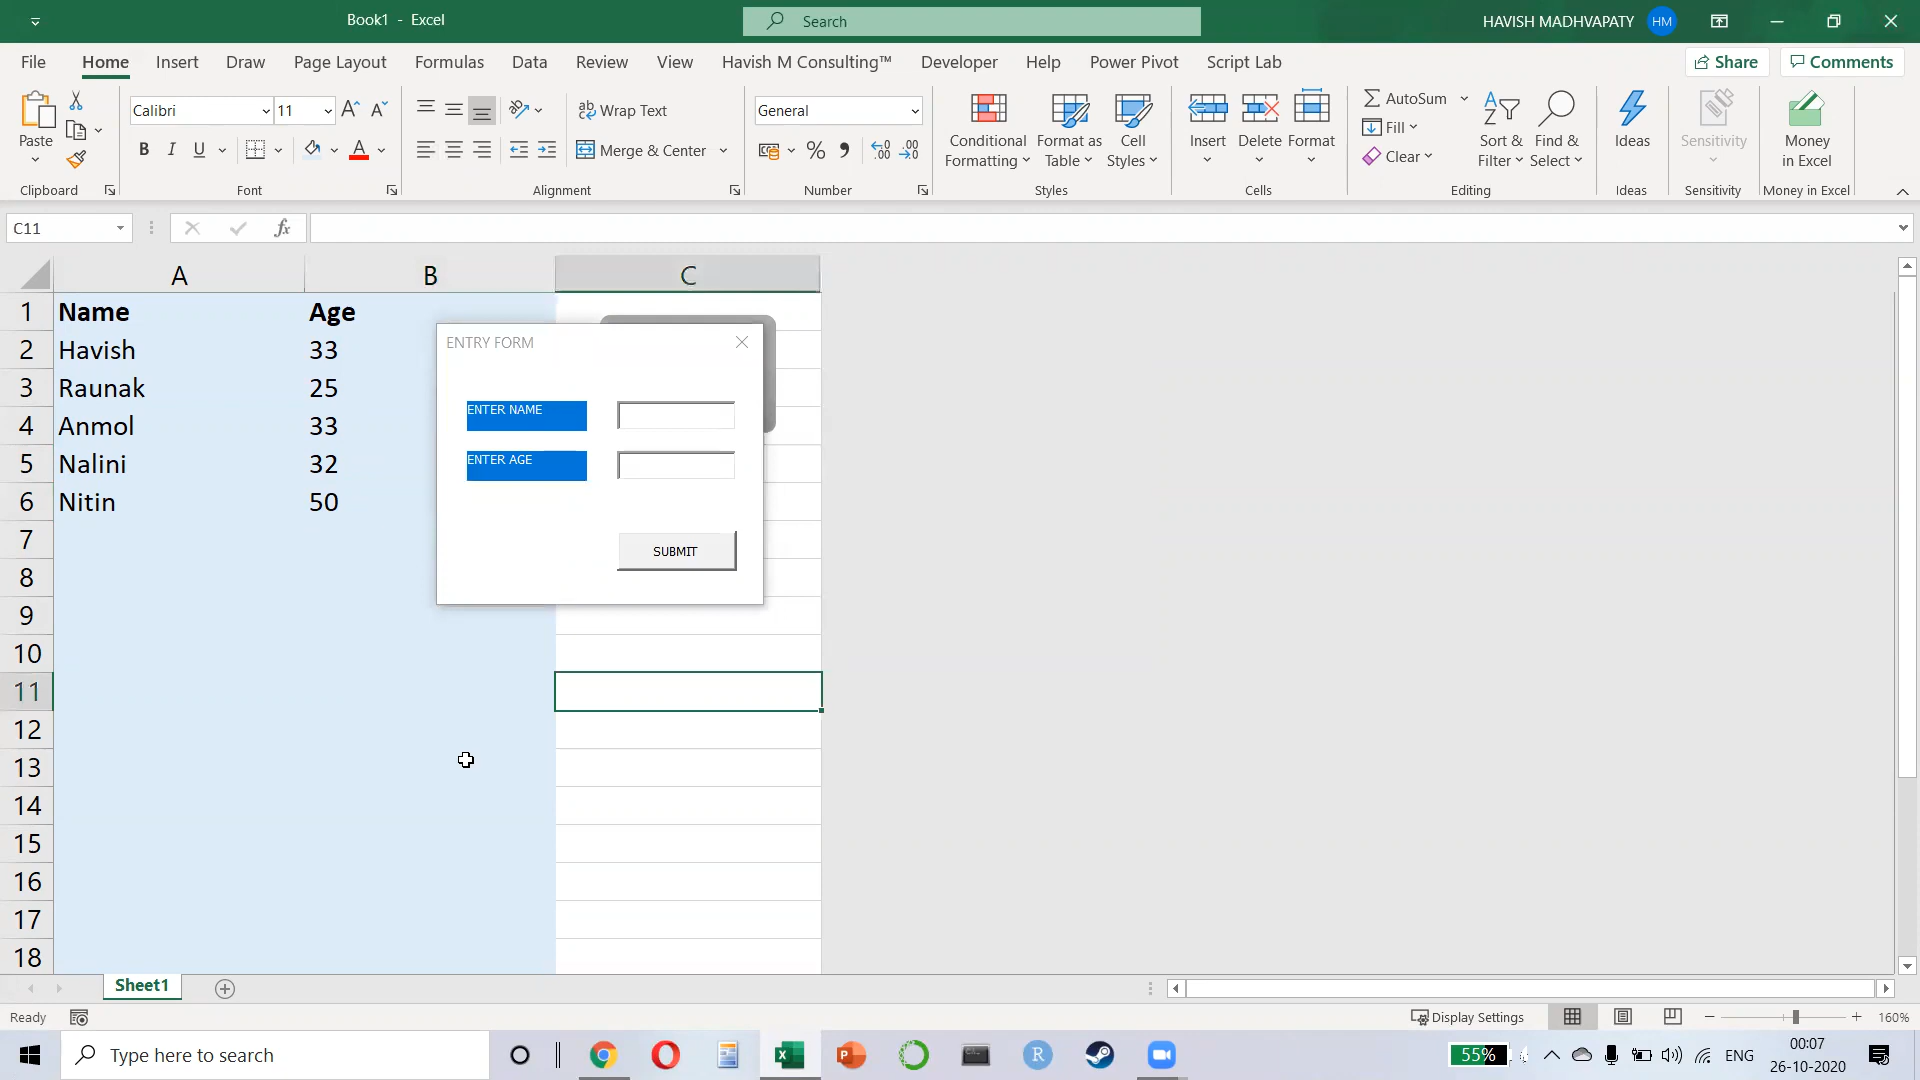 Book1 - Excel
Search
HAVISH MADHVAPATY HM
File Home Insert Draw Page Layout Formulas Data Review View Havish M Consulting™ Developer Help Power Pivot Script Lab Share Comments
Paste
Clipboard
Calibri 11
B I U A
Font
ab Wrap Text
Merge & Center
Alignment
General
% ,
Number
Conditional Formatting
Format as Table
Cell Styles
Styles
Insert
Delete
Format
Cells
AutoSum
Fill
Clear
Sort & Filter
Find & Select
Editing
Ideas
Ideas
Sensitivity
Sensitivity
Money in Excel
Money in Excel
C11 fx
A B C
1 Name Age
2 Havish 33
3 Raunak 25
4 Anmol 33
5 Nalini 32
6 Nitin 50
7
8
9
10
11
12
13
14
15
16
17
18
ENTRY FORM
ENTER NAME
ENTER AGE
SUBMIT
Sheet1
Ready
Display Settings
160%
Type here to search
55%
ENG
00:07
26-10-2020